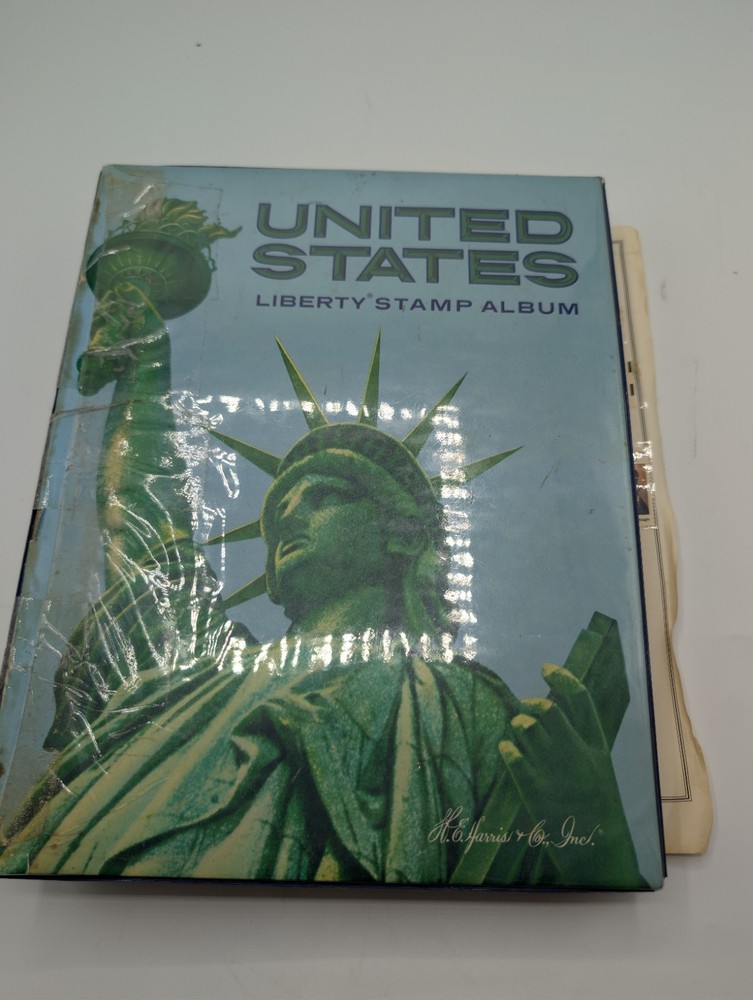 UNITED
STATES
LIBERTY® STAMP ALBUM
H.E. Harris & Co., Inc.